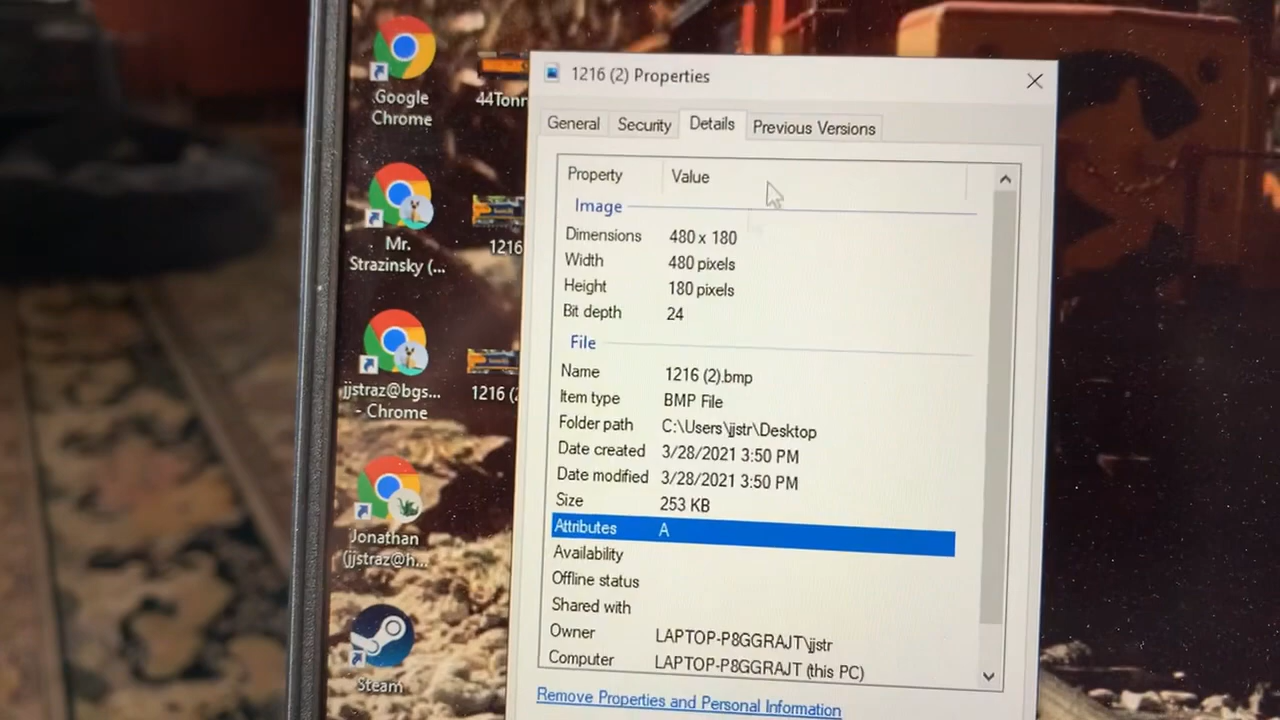 Google
Chrome
44Tonn
Mr.
Strazinsky (...
1216
jjstraz@bgs...
- Chrome
1216 (2
Jonathan
(jjstraz@h...
Steam
1216 (2) Properties
General
Security
Details
Previous Versions
Property Value
Image
Dimensions 480 x 180
Width 480 pixels
Height 180 pixels
Bit depth 24
File
Name 1216 (2).bmp
Item type BMP File
Folder path C:\Users\jjstr\Desktop
Date created 3/28/2021 3:50 PM
Date modified 3/28/2021 3:50 PM
Size 253 KB
Attributes A
Availability
Offline status
Shared with
Owner LAPTOP-P8GGRAJT\jjstr
Computer LAPTOP-P8GGRAJT (this PC)
Remove Properties and Personal Information